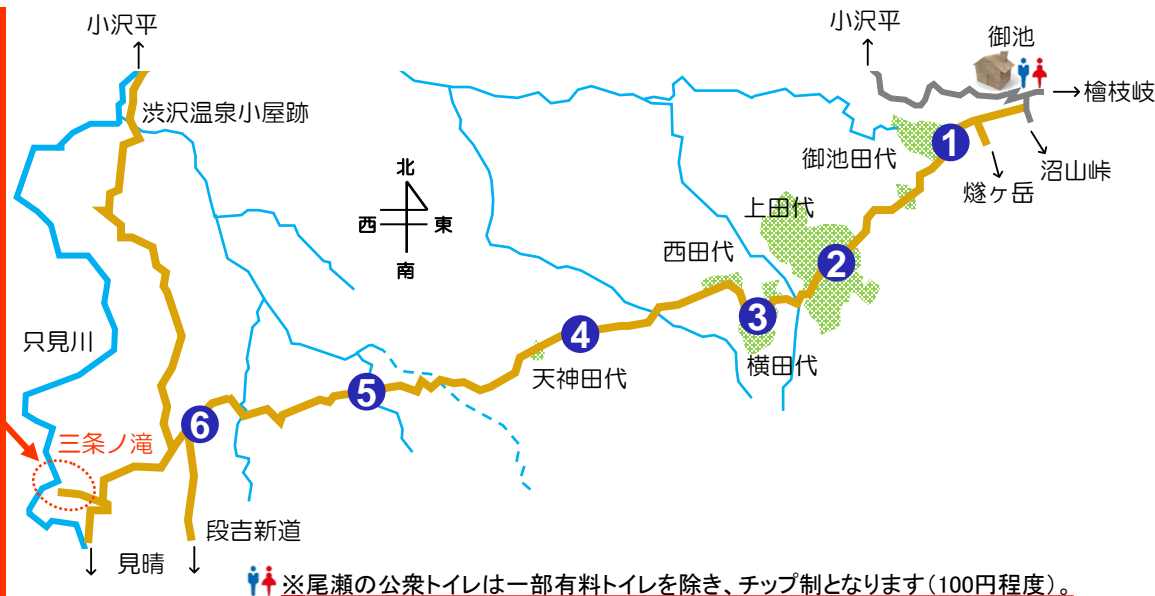 小沢平
小沢平
御池
→檜枝岐
渋沢温泉小屋跡
1
御池田代
沼山峠
燧ヶ岳
北
西
東
南
上田代
2
西田代
3
横田代
只見川
4
天神田代
5
6
三条ノ滝
段吉新道
↓ 見晴 ↓
※尾瀬の公衆トイレは一部有料トイレを除き、チップ制となります(100円程度)。